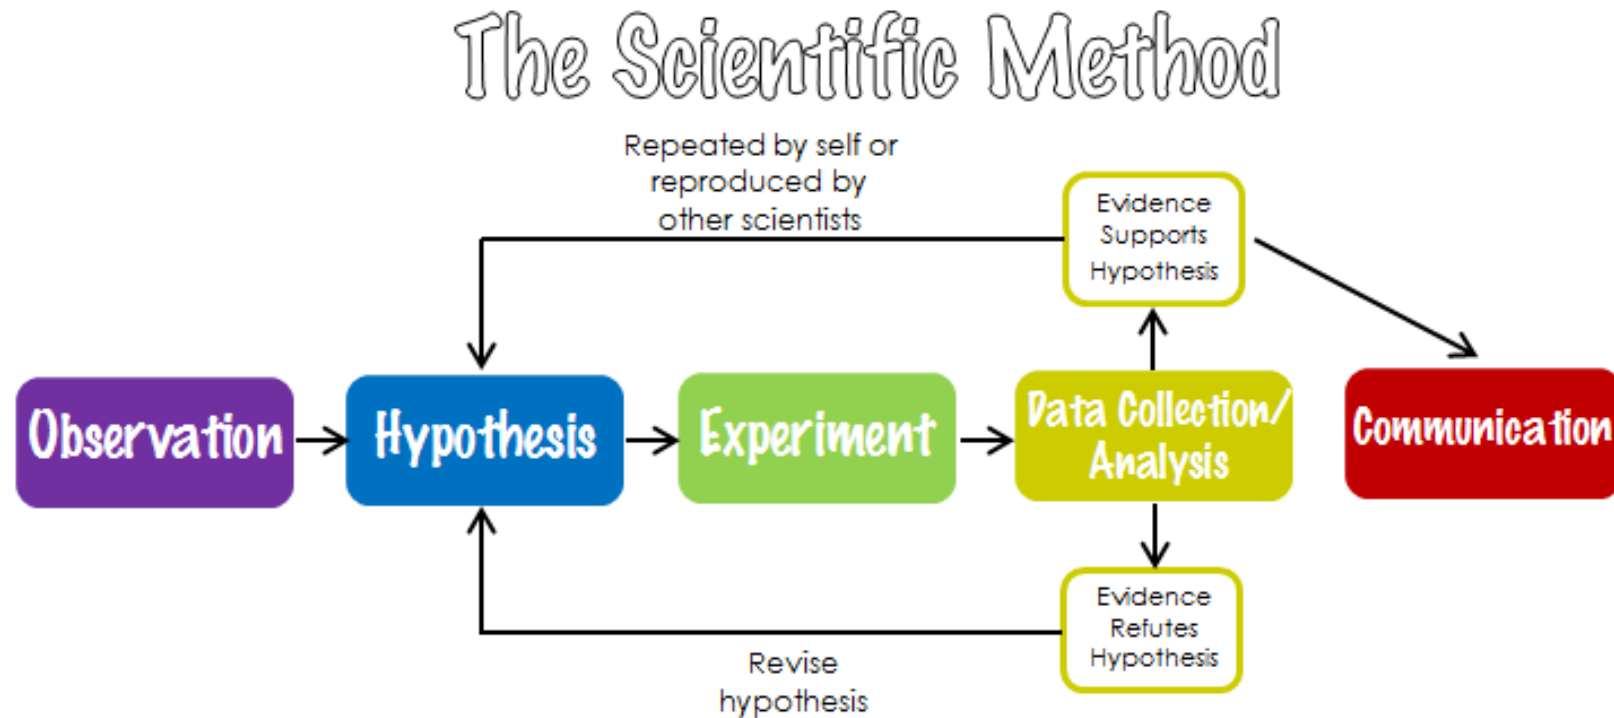 The Scientific Method
Repeated by self or
reproduced by
other scientists
Evidence
Supports
Hypothesis
Observation
Hypothesis
Experiment
Data Collection/
Analysis
Communication
Evidence
Refutes
Hypothesis
Revise
hypothesis